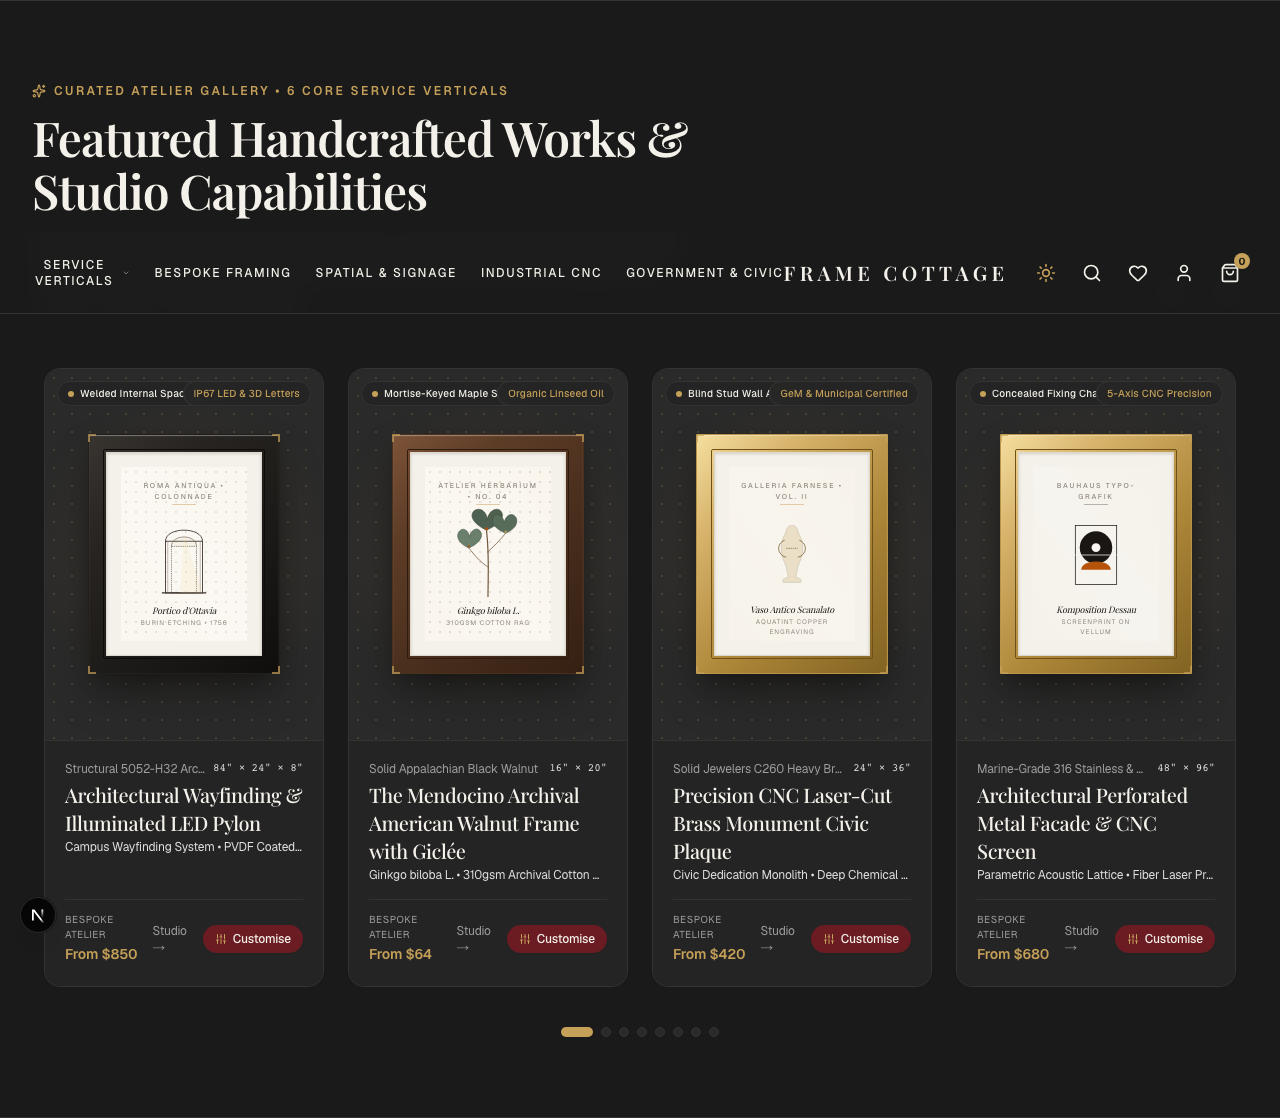 CURATED ATELIER GALLERY • 6 CORE SERVICE VERTICALS
Featured Handcrafted Works &
Studio Capabilities
SERVICE
VERTICALS
BESPOKE FRAMING
SPATIAL & SIGNAGE
INDUSTRIAL CNC
GOVERNMENT & CIVIC
FRAME COTTAGE
0
Welded Internal Spac
IP67 LED & 3D Letters
ROMA ANTIQUA •
COLONNADE
Portico d'Ottavia
BURIN ETCHING • 1756
Structural 5052-H32 Arc...
84" × 24" × 8"
Architectural Wayfinding &
Illuminated LED Pylon
Campus Wayfinding System • PVDF Coated...
BESPOKE
ATELIER
From $850
Studio
→
Customise
Mortise-Keyed Maple S
Organic Linseed Oil
ATELIER HERBARIUM
• NO. 04
Ginkgo biloba L.
310GSM COTTON RAG
Solid Appalachian Black Walnut
16" × 20"
The Mendocino Archival
American Walnut Frame
with Giclée
Ginkgo biloba L. • 310gsm Archival Cotton ...
BESPOKE
ATELIER
From $64
Studio
→
Customise
Blind Stud Wall A
GeM & Municipal Certified
GALLERIA FARNESE •
VOL. II
Vaso Antico Scanalato
AQUATINT COPPER
ENGRAVING
Solid Jewelers C260 Heavy Br...
24" × 36"
Precision CNC Laser-Cut
Brass Monument Civic
Plaque
Civic Dedication Monolith • Deep Chemical ...
BESPOKE
ATELIER
From $420
Studio
→
Customise
Concealed Fixing Cha
5-Axis CNC Precision
BAUHAUS TYPO-
GRAFIK
Komposition Dessau
SCREENPRINT ON
VELLUM
Marine-Grade 316 Stainless & ...
48" × 96"
Architectural Perforated
Metal Facade & CNC
Screen
Parametric Acoustic Lattice • Fiber Laser Pr...
BESPOKE
ATELIER
From $680
Studio
→
Customise
N